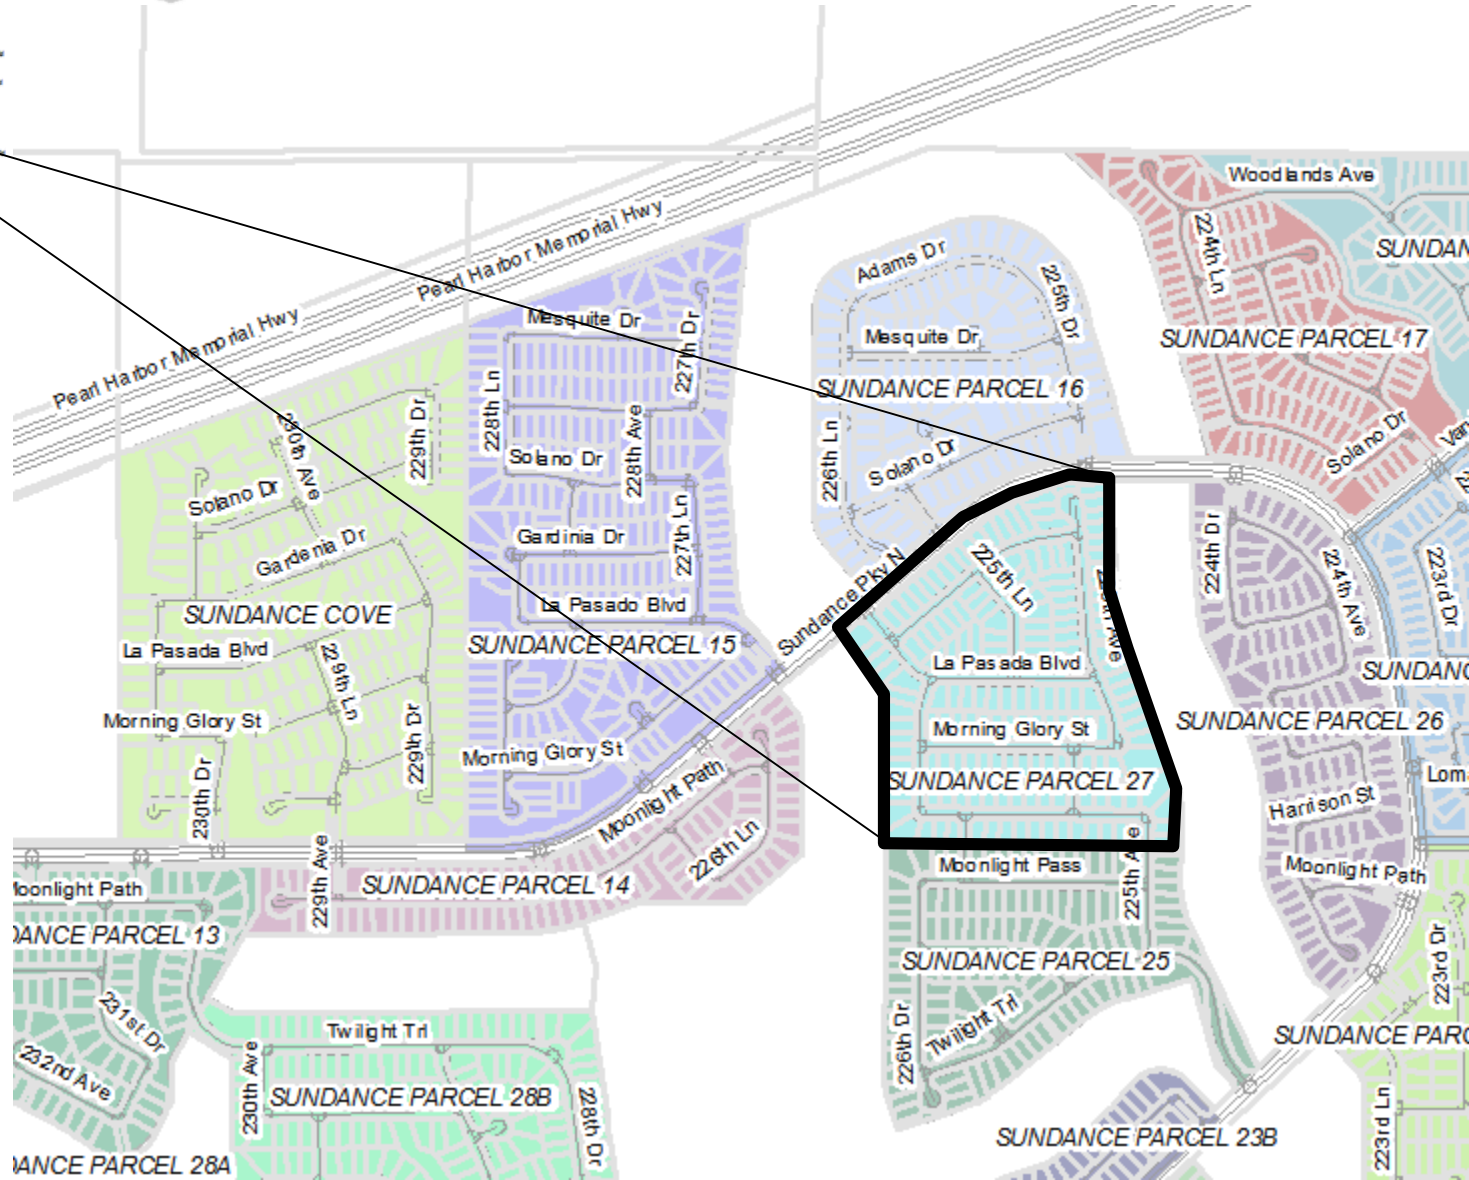 Woodlands Ave
Pearl Harbor Memorial Hwy
Pearl Harbor Memorial Hwy
Adams Dr
225th Dr
224th Ln
SUNDAN
Mesquite Dr
227th Dr
Mesquite Dr
SUNDANCE PARCEL 17
SUNDANCE PARCEL 16
228th Ln
229th Dr
230th Ave
228th Ave
Solano Dr
226th Ln
Solano Dr
Solano Dr
Van
Solano Dr
Gardenia Dr
Gardinia Dr
227th Ln
224th Dr
225th Ln
224th Ave
223rd Dr
SUNDANCE COVE
La Pasado Blvd
Sundance Pkv N
La Pasada Blvd
SUNDANCE PARCEL 15
La Pasada Blvd
SUNDANC
229th Ln
Morning Glory St
229th Dr
Morning Glory St
Morning Glory St
SUNDANCE PARCEL 26
SUNDANCE PARCEL 27
Lom
230th Dr
Moonlight Path
Harrison St
226th Ln
229th Ave
Moonlight Pass
225th Ave
Moonlight Path
Moonlight Path
SUNDANCE PARCEL 14
DANCE PARCEL 13
SUNDANCE PARCEL 25
223rd Dr
231st Dr
232nd Ave
Twilight Trl
226th Dr
Twilight Trl
SUNDANCE PARC
230th Ave
SUNDANCE PARCEL 28B
228th Dr
SUNDANCE PARCEL 23B
223rd Ln
DANCE PARCEL 28A